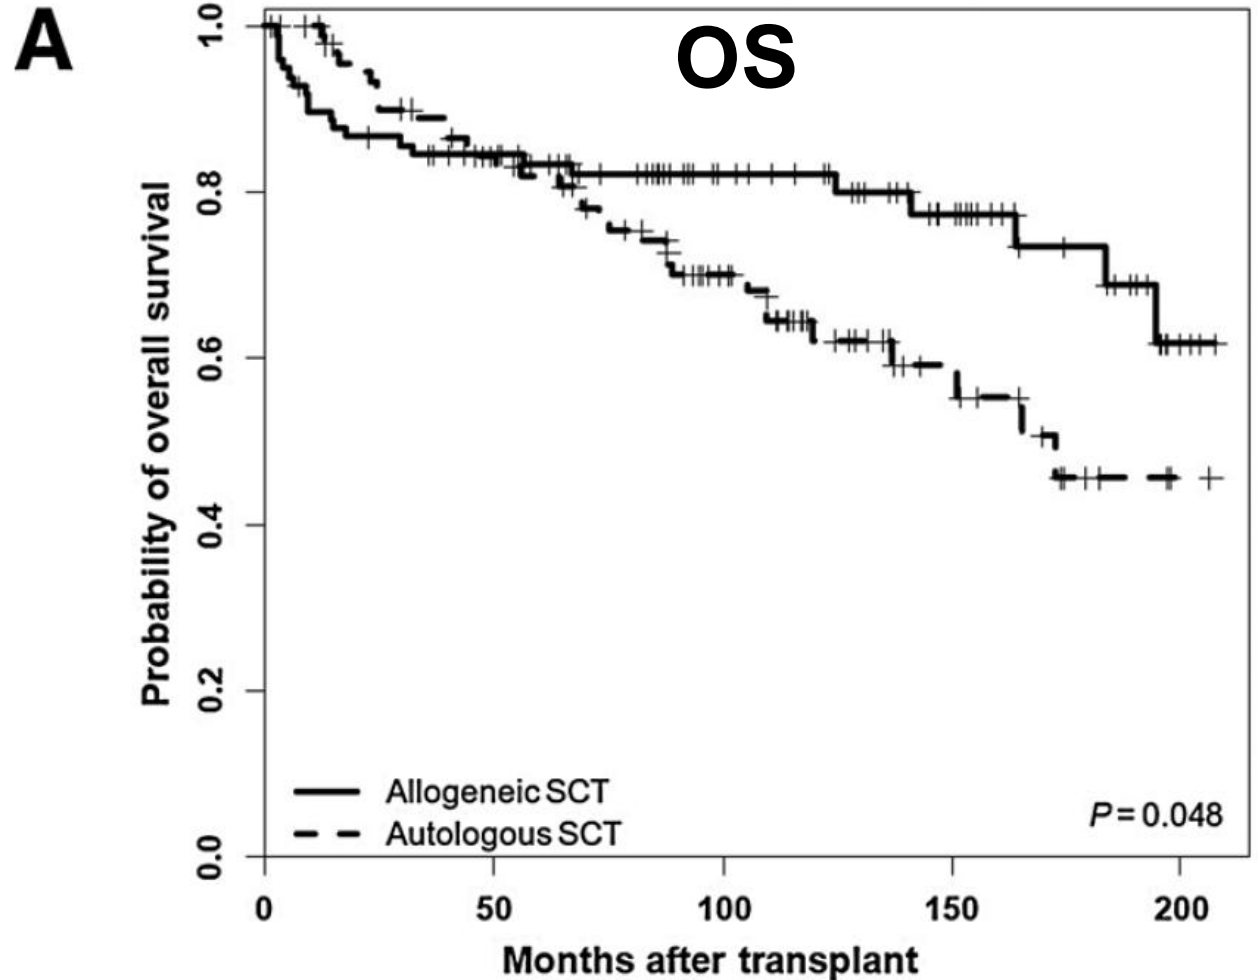 A
OS
Probability of overall survival
1.0
0.8
0.6
0.4
0.2
0.0
Allogeneic SCT
Autologous SCT
P = 0.048
0 50 100 150 200
Months after transplant